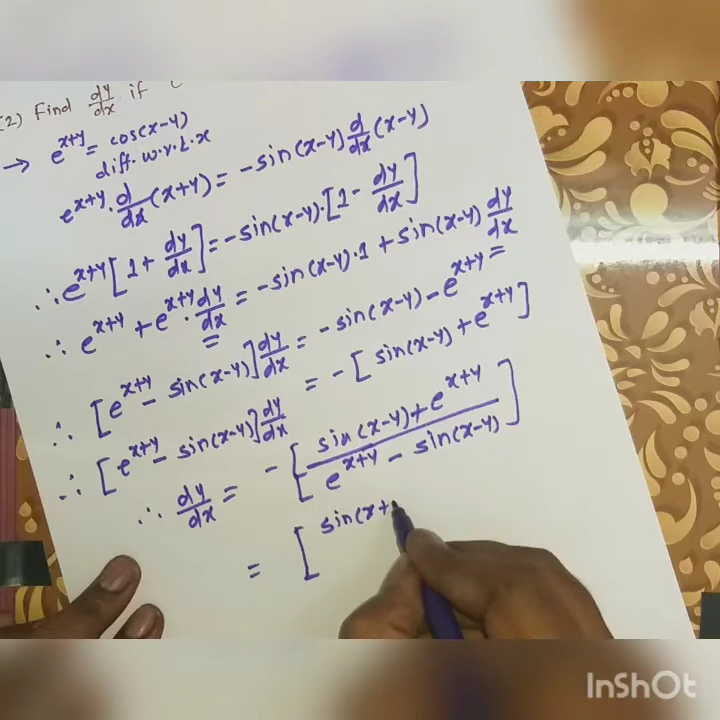 (2) Find dy/dx if
→ e^(x+y) = cos(x-y)
diff. w.r.t. x
e^(x+y) · d/dx (x+y) = -sin(x-y) d/dx (x-y)
∴ e^(x+y) [1 + dy/dx] = -sin(x-y)·[1 - dy/dx]
∴ e^(x+y) + e^(x+y) · dy/dx = -sin(x-y)·1 + sin(x-y) dy/dx
∴ [e^(x+y) - sin(x-y)] dy/dx = -sin(x-y) - e^(x+y)
∴ [e^(x+y) - sin(x-y)] dy/dx = -[sin(x-y) + e^(x+y)]
∴ dy/dx = -[(sin(x-y) + e^(x+y)) / (e^(x+y) - sin(x-y))]
= [ sin(x+
InShOt